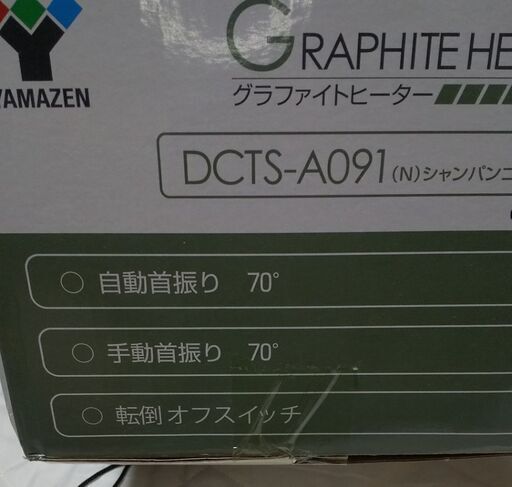 YAMAZEN
GRAPHITE HE
グラファイトヒーター
DCTS-A091 (N)シャンパンゴ
○ 自動首振り 70°
○ 手動首振り 70°
○ 転倒オフスイッチ